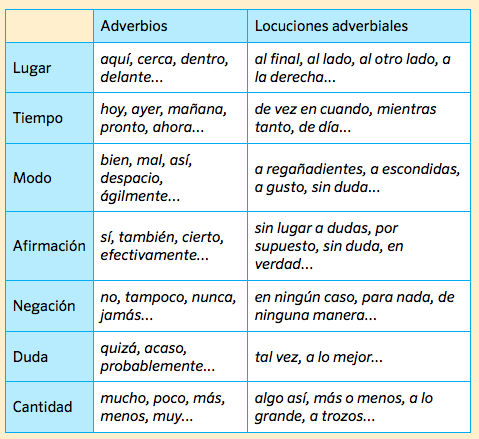 Adverbios Locuciones adverbiales
Lugar
aquí, cerca, dentro,
delante...
al final, al lado, al otro lado, a
la derecha...
Tiempo
hoy, ayer, mañana,
pronto, ahora...
de vez en cuando, mientras
tanto, de día...
Modo
bien, mal, así,
despacio,
ágilmente...
a regañadientes, a escondidas,
a gusto, sin duda...
Afirmación
sí, también, cierto,
efectivamente...
sin lugar a dudas, por
supuesto, sin duda, en
verdad...
Negación
no, tampoco, nunca,
jamás...
en ningún caso, para nada, de
ninguna manera...
Duda
quizá, acaso,
probablemente...
tal vez, a lo mejor...
Cantidad
mucho, poco, más,
menos, muy...
algo así, más o menos, a lo
grande, a trozos...